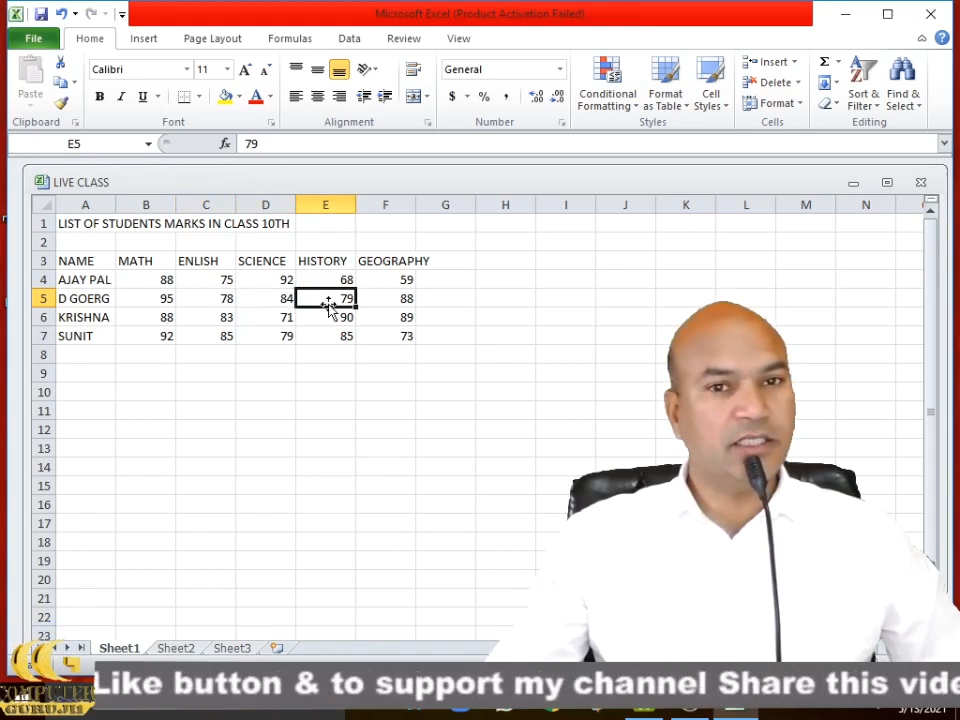 Microsoft Excel (Product Activation Failed)
File Home Insert Page Layout Formulas Data Review View
Paste
Calibri 11
B I U
General
$ % ,
Conditional Formatting
Format as Table
Cell Styles
Insert
Delete
Format
Sort & Filter
Find & Select
Clipboard Font Alignment Number Styles Cells Editing
E5 fx 79
LIVE CLASS
A B C D E F G H I J K L M N
1 LIST OF STUDENTS MARKS IN CLASS 10TH
2
3 NAME MATH ENLISH SCIENCE HISTORY GEOGRAPHY
4 AJAY PAL 88 75 92 68 59
5 D GOERG 95 78 84 79 88
6 KRISHNA 88 83 71 90 89
7 SUNIT 92 85 79 85 73
8
9
10
11
12
13
14
15
16
17
18
19
20
21
22
23
Sheet1 Sheet2 Sheet3
Like button & to support my channel Share this vide
COMPUTER
GURUJI